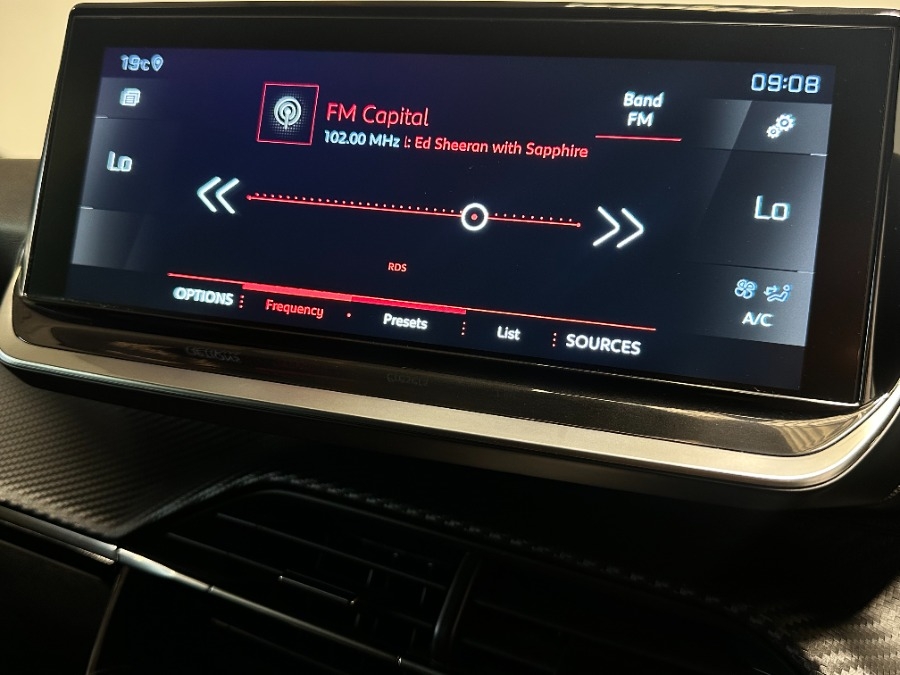 19°C
09:08
FM Capital
Band
FM
102.00 MHz l: Ed Sheeran with Sapphire
Lo
Lo
RDS
OPTIONS
Frequency
Presets
List
SOURCES
A/C